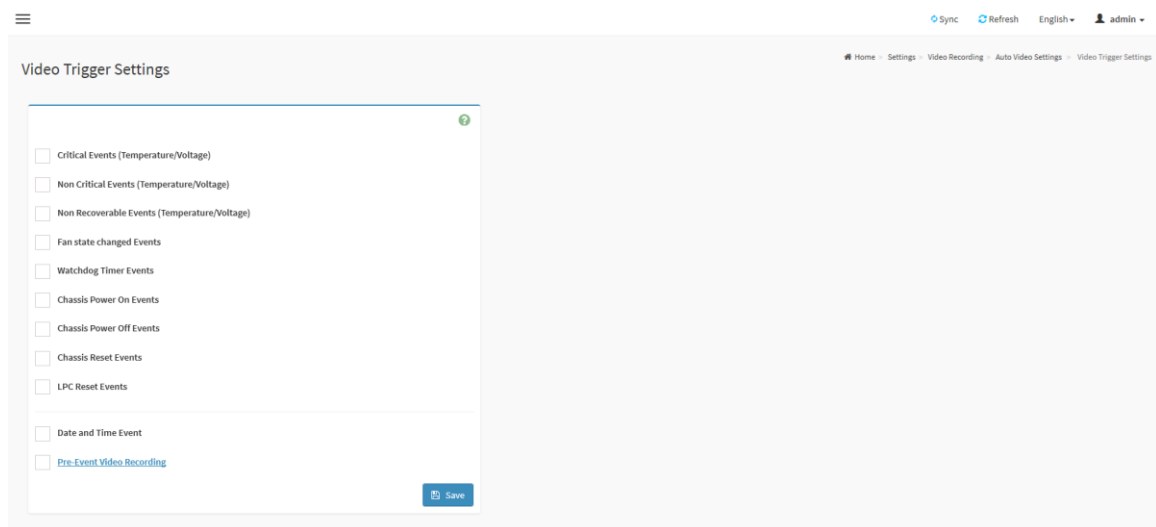 Sync Refresh English admin
Home > Settings > Video Recording > Auto Video Settings > Video Trigger Settings
Video Trigger Settings
Critical Events (Temperature/Voltage)
Non Critical Events (Temperature/Voltage)
Non Recoverable Events (Temperature/Voltage)
Fan state changed Events
Watchdog Timer Events
Chassis Power On Events
Chassis Power Off Events
Chassis Reset Events
LPC Reset Events
Date and Time Event
Pre-Event Video Recording
Save